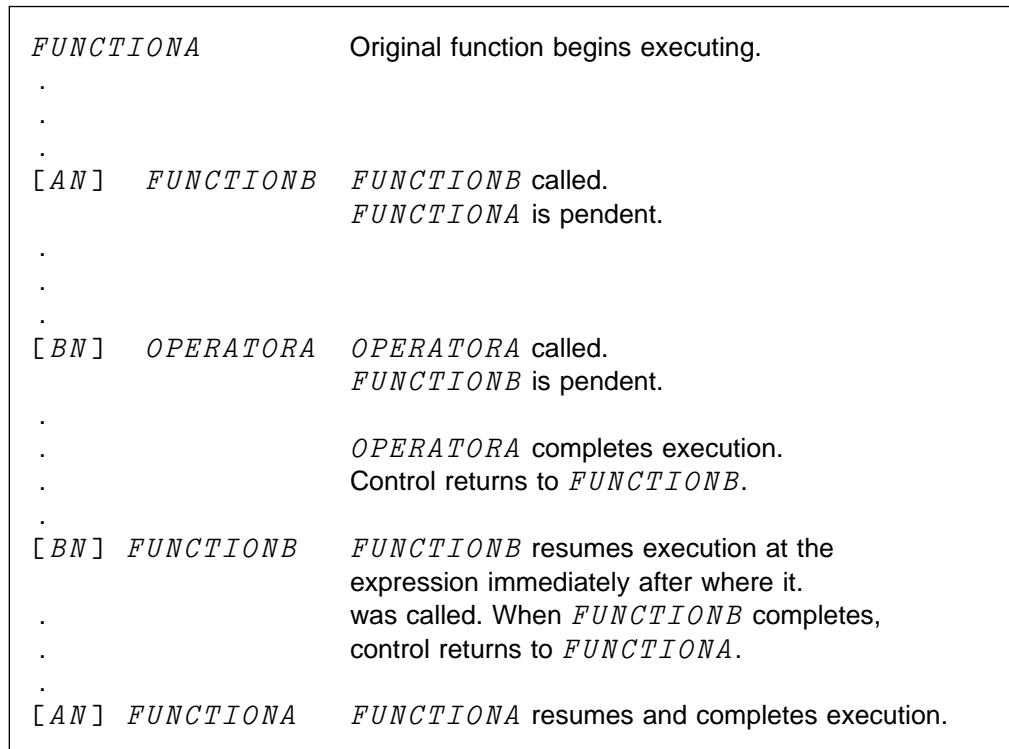 FUNCTIONA Original function begins executing.
.
.
.
[AN] FUNCTIONB FUNCTIONB called.
FUNCTIONA is pendent.
.
.
.
[BN] OPERATORA OPERATORA called.
FUNCTIONB is pendent.
.
. OPERATORA completes execution.
. Control returns to FUNCTIONB.
.
[BN] FUNCTIONB FUNCTIONB resumes execution at the
expression immediately after where it.
. was called. When FUNCTIONB completes,
. control returns to FUNCTIONA.
.
[AN] FUNCTIONA FUNCTIONA resumes and completes execution.